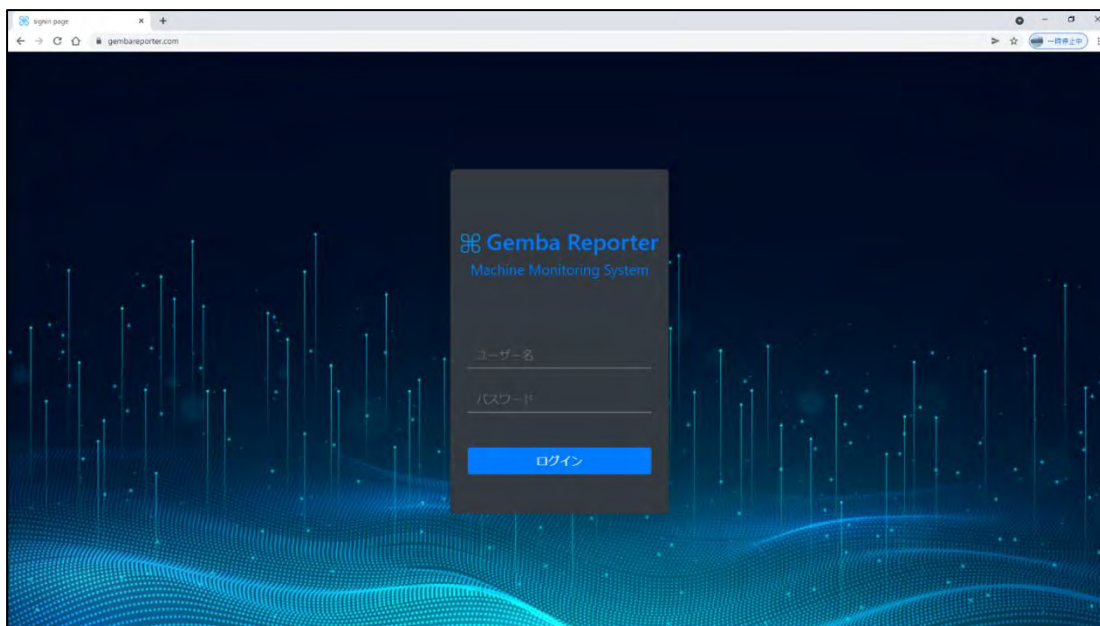 signin page
gembareporter.com
一時停止中
Gemba Reporter
Machine Monitoring System
ユーザー名
パスワード
ログイン